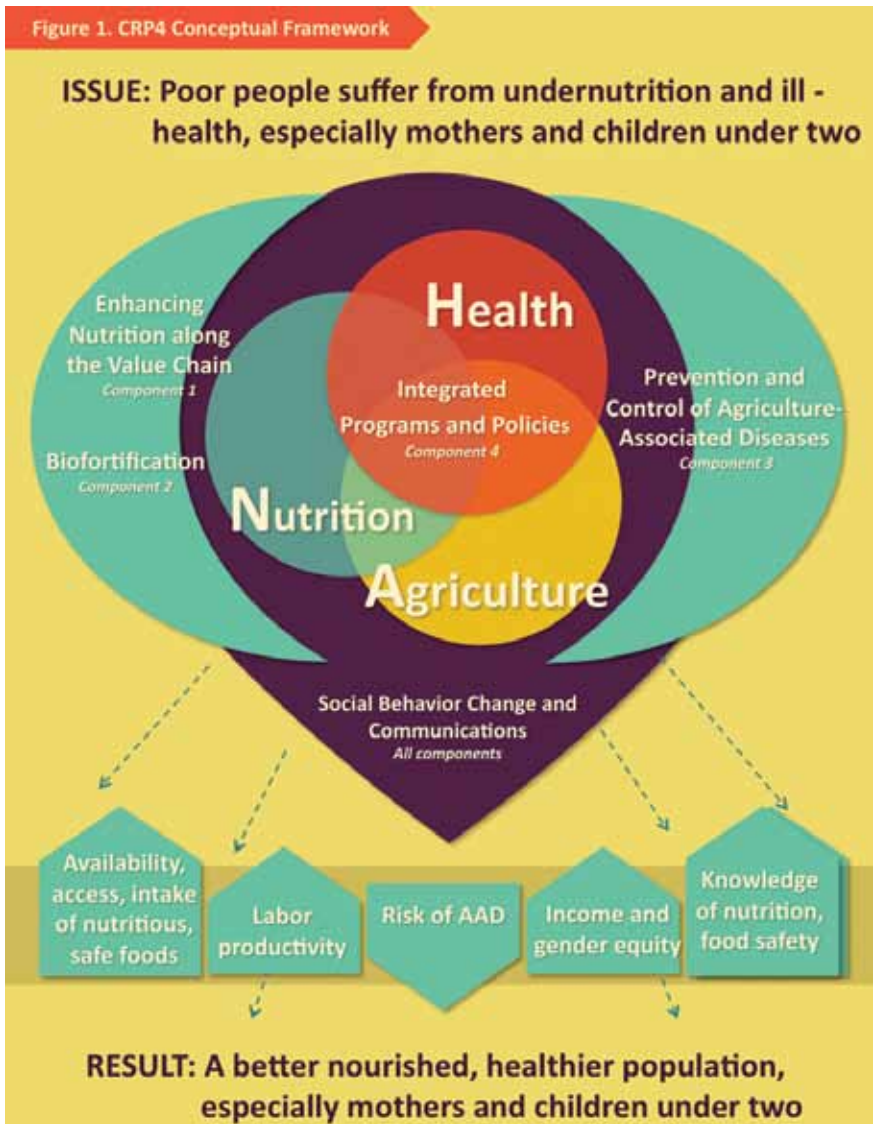 Figure 1. CRP4 Conceptual Framework
ISSUE: Poor people suffer from undernutrition and ill -
health, especially mothers and children under two
Health
Enhancing
Nutrition along
the Value Chain
Component 1
Biofortification
Component 2
Integrated
Programs and Policies
Component 4
Prevention and
Control of Agriculture-
Associated Diseases
Component 3
Nutrition
Agriculture
Social Behavior Change and
Communications
All components
Availability,
access, intake
of nutritious,
safe foods
Labor
productivity
Risk of AAD
Income and
gender equity
Knowledge
of nutrition,
food safety
RESULT: A better nourished, healthier population,
especially mothers and children under two